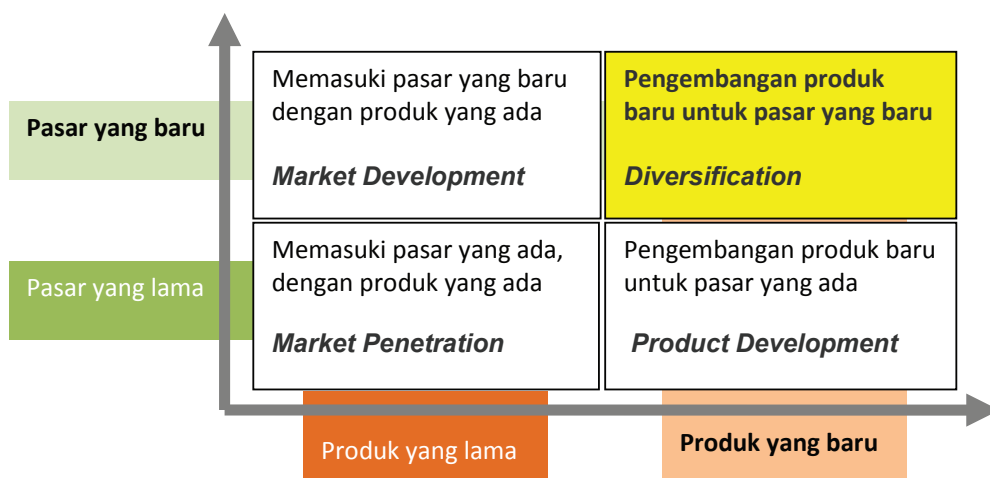 Memasuki pasar yang baru
dengan produk yang ada
Market Development
Pengembangan produk
baru untuk pasar yang baru
Diversification
Pasar yang baru
Memasuki pasar yang ada,
dengan produk yang ada
Market Penetration
Pengembangan produk baru
untuk pasar yang ada
Product Development
Pasar yang lama
Produk yang lama
Produk yang baru